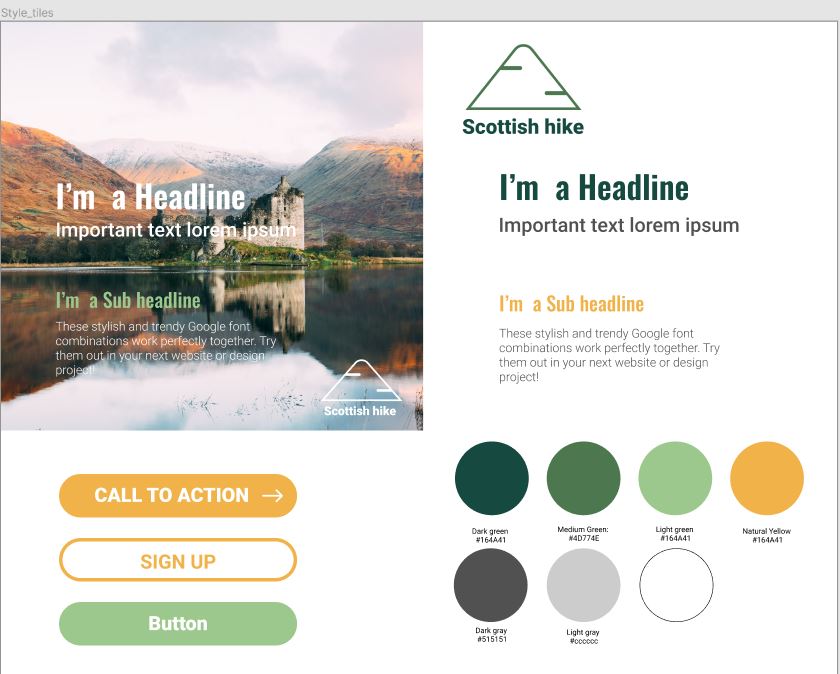 Style_tiles
I'm a Headline
Important text lorem ipsum
I'm a Sub headline
These stylish and trendy Google font
combinations work perfectly together. Try
them out in your next website or design
project!
Scottish hike
Scottish hike
I'm a Headline
Important text lorem ipsum
I'm a Sub headline
These stylish and trendy Google font
combinations work perfectly together. Try
them out in your next website or design
project!
CALL TO ACTION
SIGN UP
Button
Dark green
#164A41
Medium Green:
#4D774E
Light green
#164A41
Natural Yellow
#164A41
Dark gray
#515151
Light gray
#cccccc